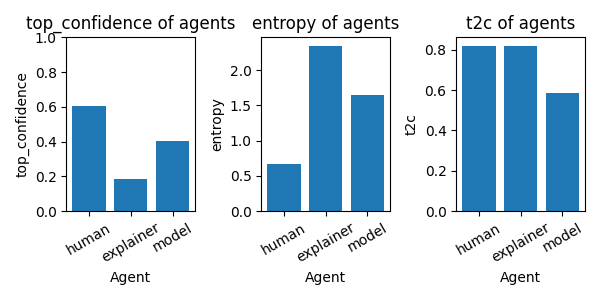 top_confidence of agents
entropy of agents
t2c of agents
top_confidence
1.0
0.8
0.6
0.4
0.2
0.0
human
explainer
model
Agent
entropy
2.0
1.5
1.0
0.5
0.0
human
explainer
model
Agent
t2c
0.8
0.6
0.4
0.2
0.0
human
explainer
model
Agent